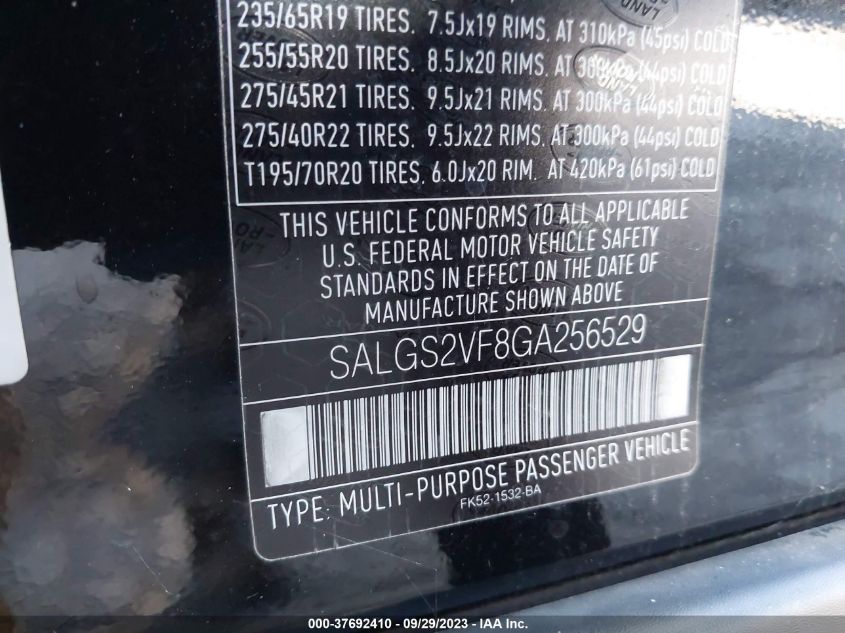 235/65R19 TIRES. 7.5Jx19 RIMS. AT 310kPa (45psi) COLD
255/55R20 TIRES. 8.5Jx20 RIMS. AT 300kPa (44psi) COLD
275/45R21 TIRES. 9.5Jx21 RIMS. AT 300kPa (44psi) COLD
275/40R22 TIRES. 9.5Jx22 RIMS. AT 300kPa (44psi) COLD
T195/70R20 TIRES. 6.0Jx20 RIM. AT 420kPa (61psi) COLD
THIS VEHICLE CONFORMS TO ALL APPLICABLE
U.S. FEDERAL MOTOR VEHICLE SAFETY
STANDARDS IN EFFECT ON THE DATE OF
MANUFACTURE SHOWN ABOVE
SALGS2VF8GA256529
TYPE: MULTI-PURPOSE PASSENGER VEHICLE
FK52-1532-BA
000-37692410 - 09/29/2023 - IAA Inc.